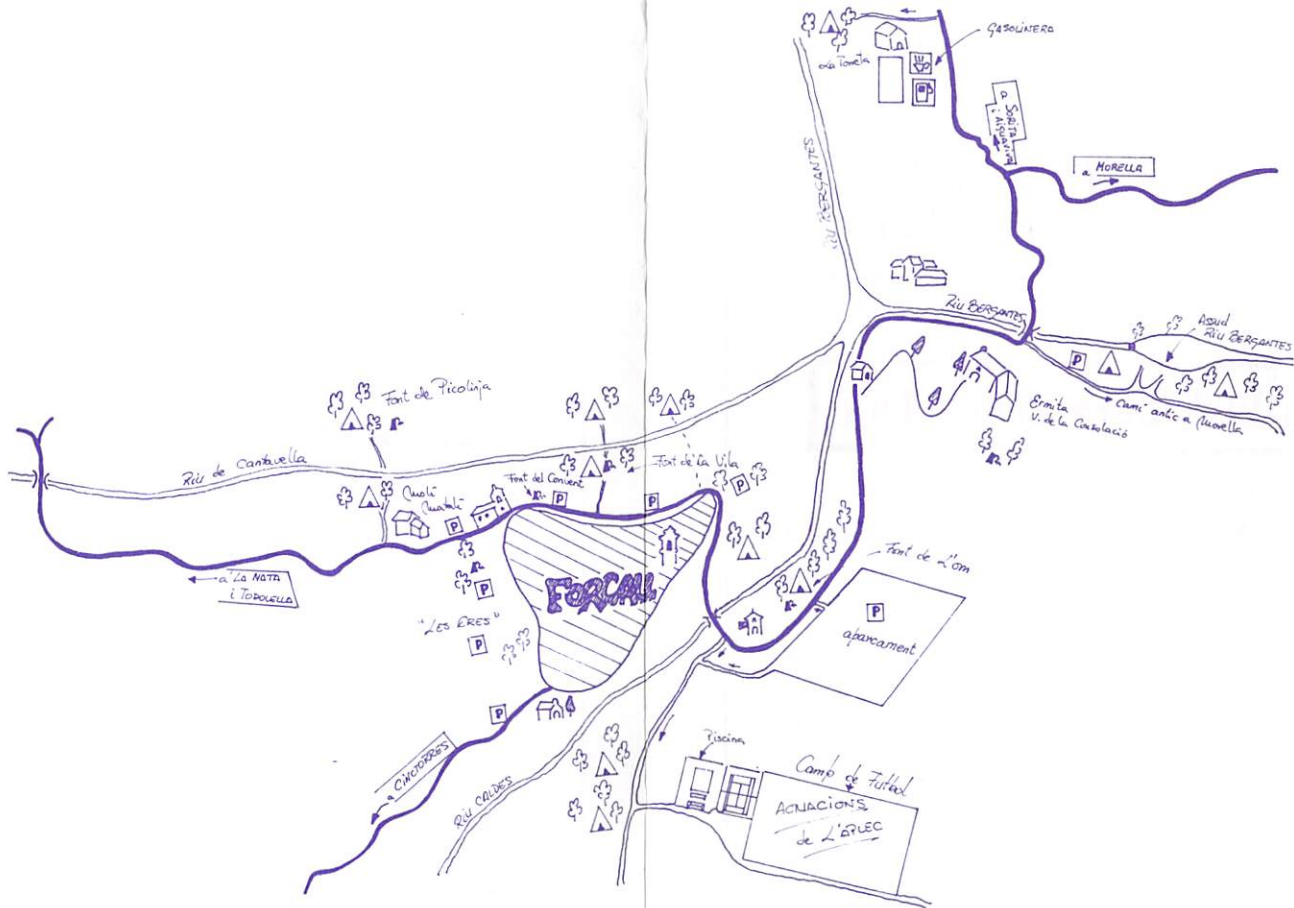 GASOLINERA
La Torreta
a SORITA
i AIGUAVIVA
a MORELLA
RIU BERGANTES
RIU BERGANTES
Assud
RIU BERGANTES
Camí antic a Morella
Ermita
V. de la Consolació
Font de Picolinja
Riu de Cantavella
Font de La Vila
Font del Convent
P
P
P
P
Molí
Matalí
P
P
a LA MATA
i TODOLELLA
"LES ERES"
P
FORCALL
Font de L'om
P
aparcament
P
a CINCTORRES
RIU CALDES
Piscina
Camp de Futbol
ACTUACIONS
de L'APLEC